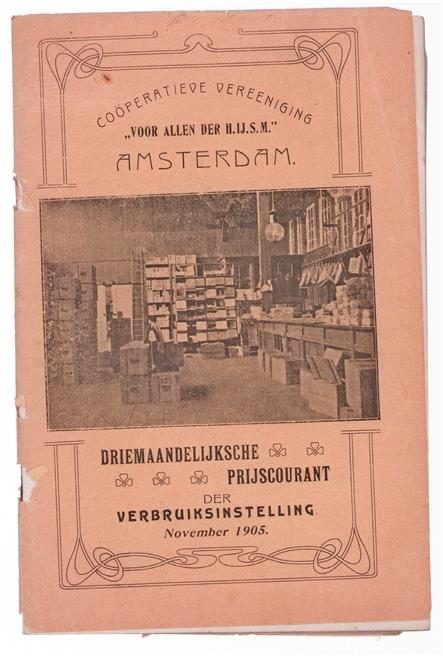 COÖPERATIEVE VEREENIGING
„VOOR ALLEN DER H.IJ.S.M.”
AMSTERDAM.
DRIEMAANDELIJKSCHE
PRIJSCOURANT
DER
VERBRUIKSINSTELLING.
November 1905.